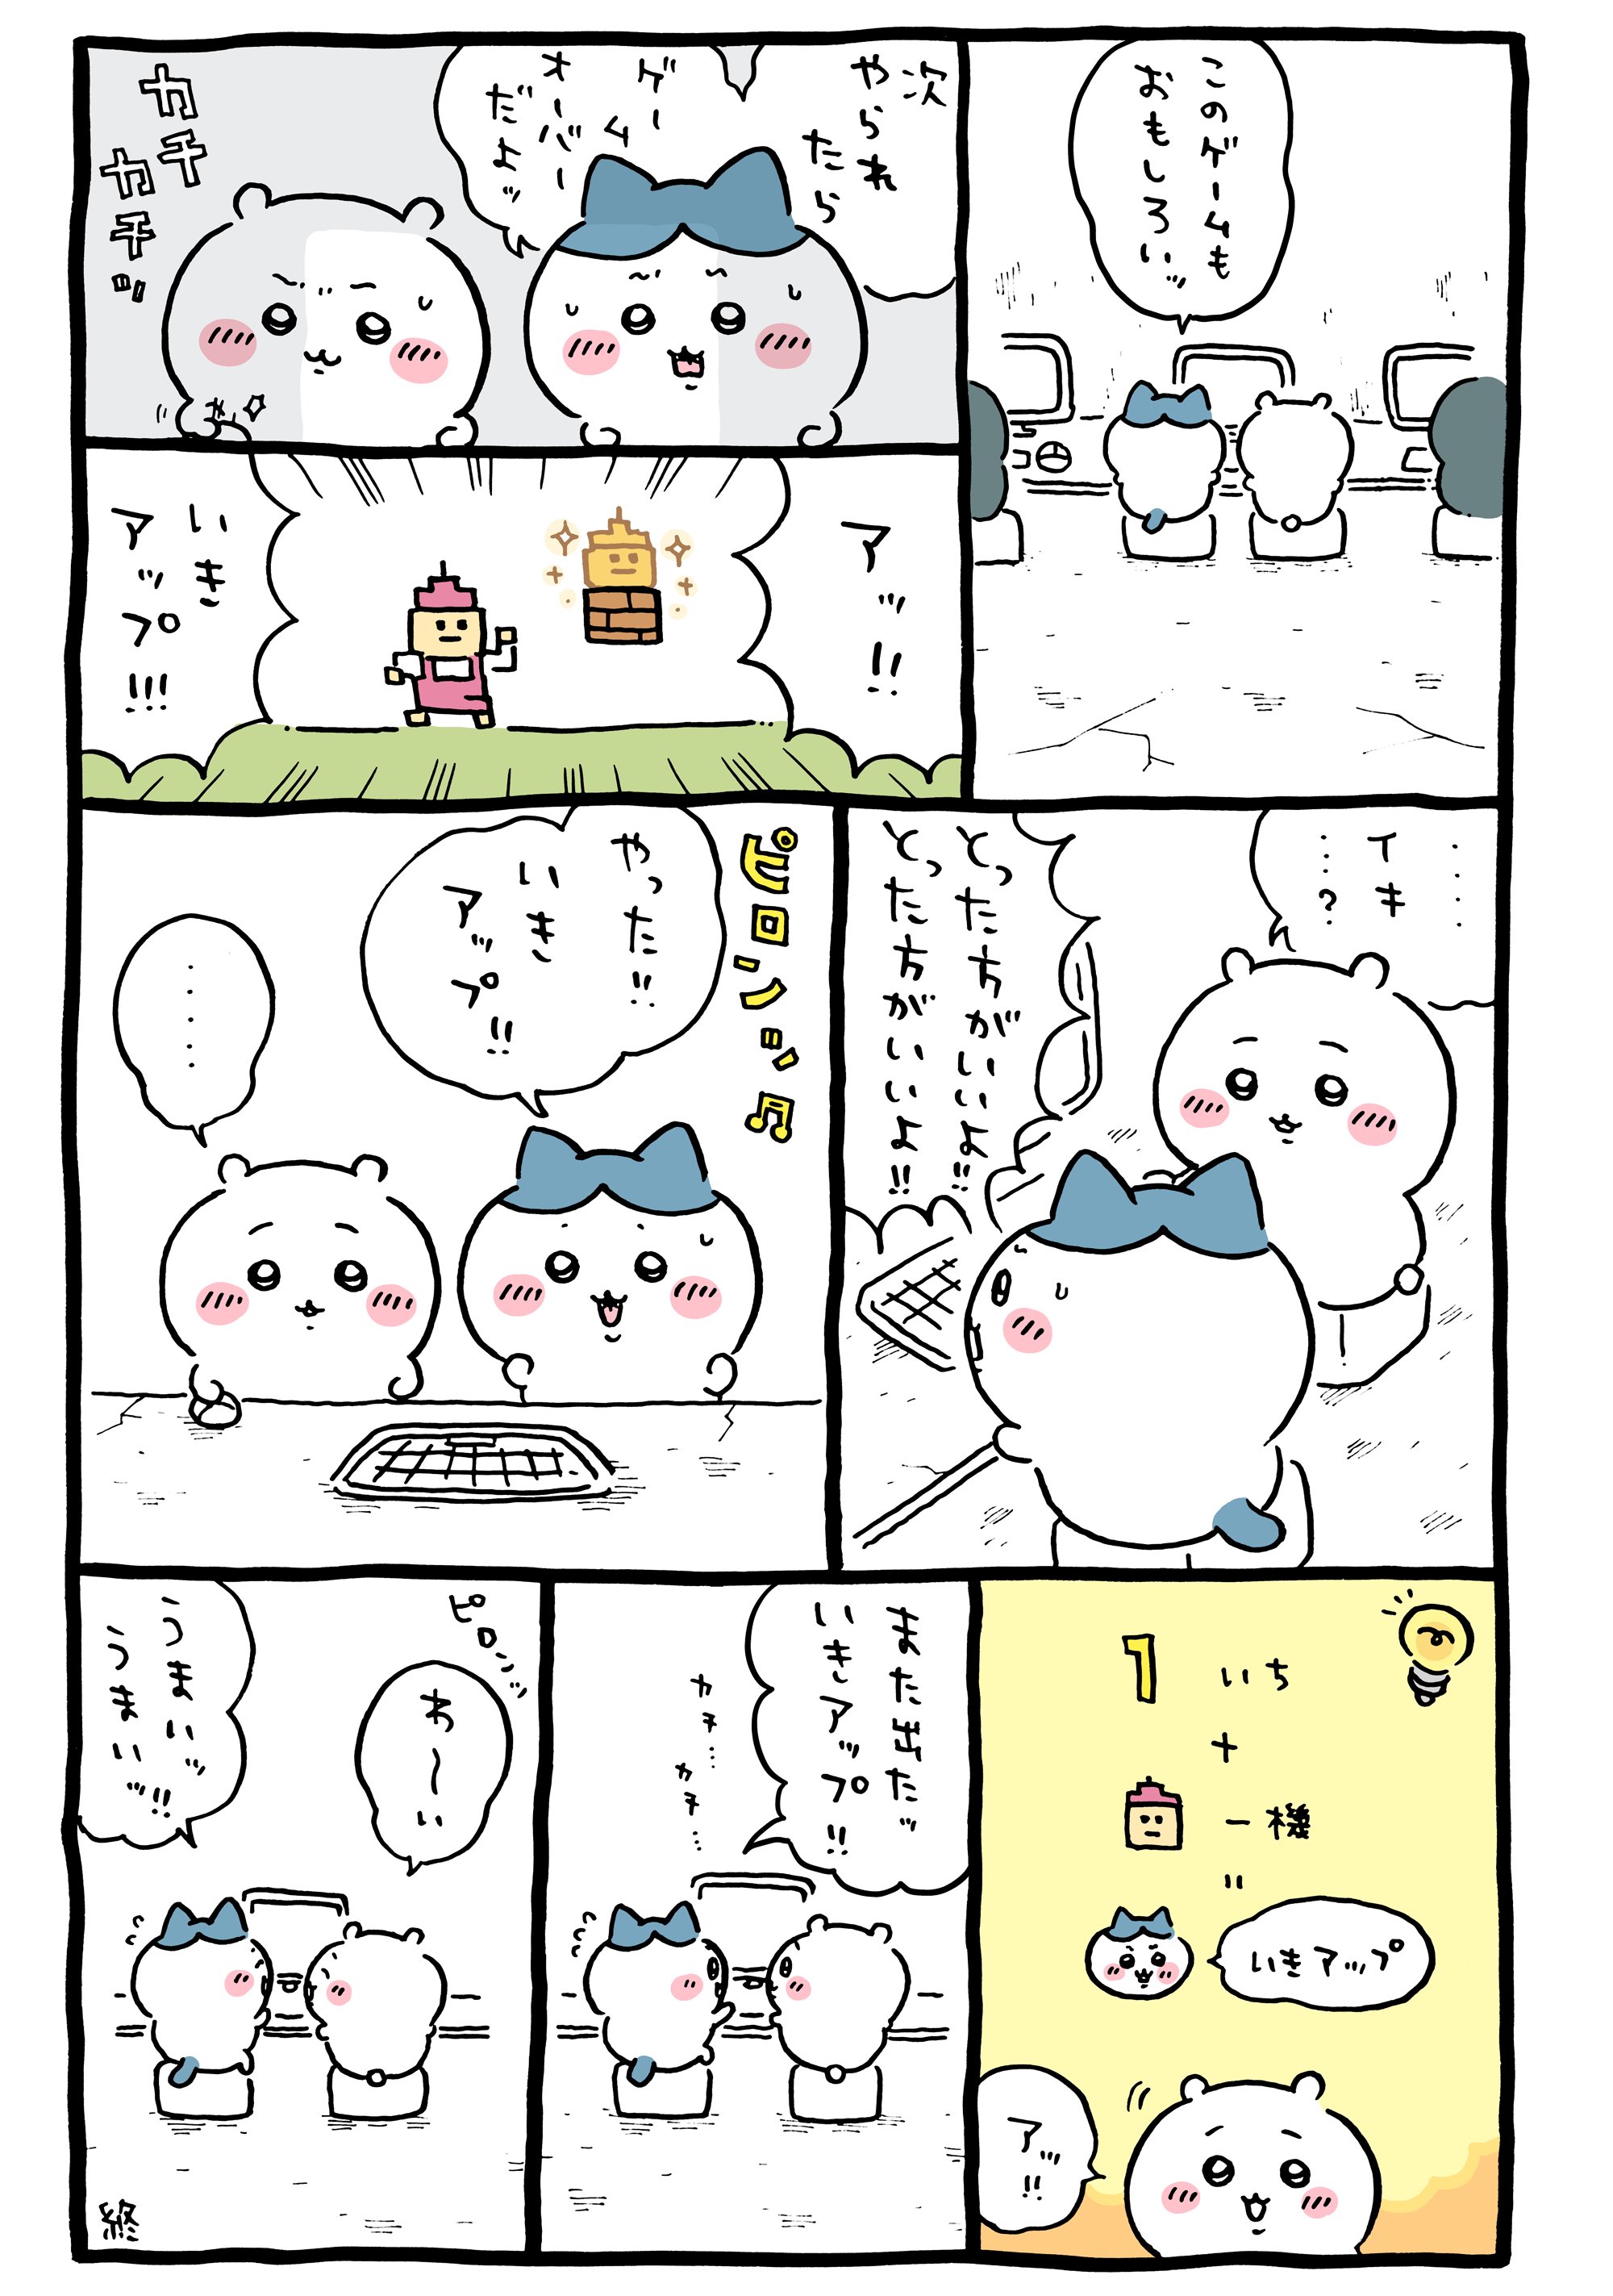 このゲームも
おもしろいッ
次
やられ
たら
ゲーム
オーバー
だよッ
カチ
カチッ
ぎゅ
アッ!!
いき
アップ!!!
……
イキ
……?
とった方がいいよ!!
とった方がいいよ!!
ピロンッ♬
やった!!
いき
アップ!!
……
1 いち
+
一機
=
いきアップ
アッ!!
また出たッ
いきアップ!!
カチ…
カチ…
ピロンッ
わ〜い
うまいッ
うまいッ!!
終